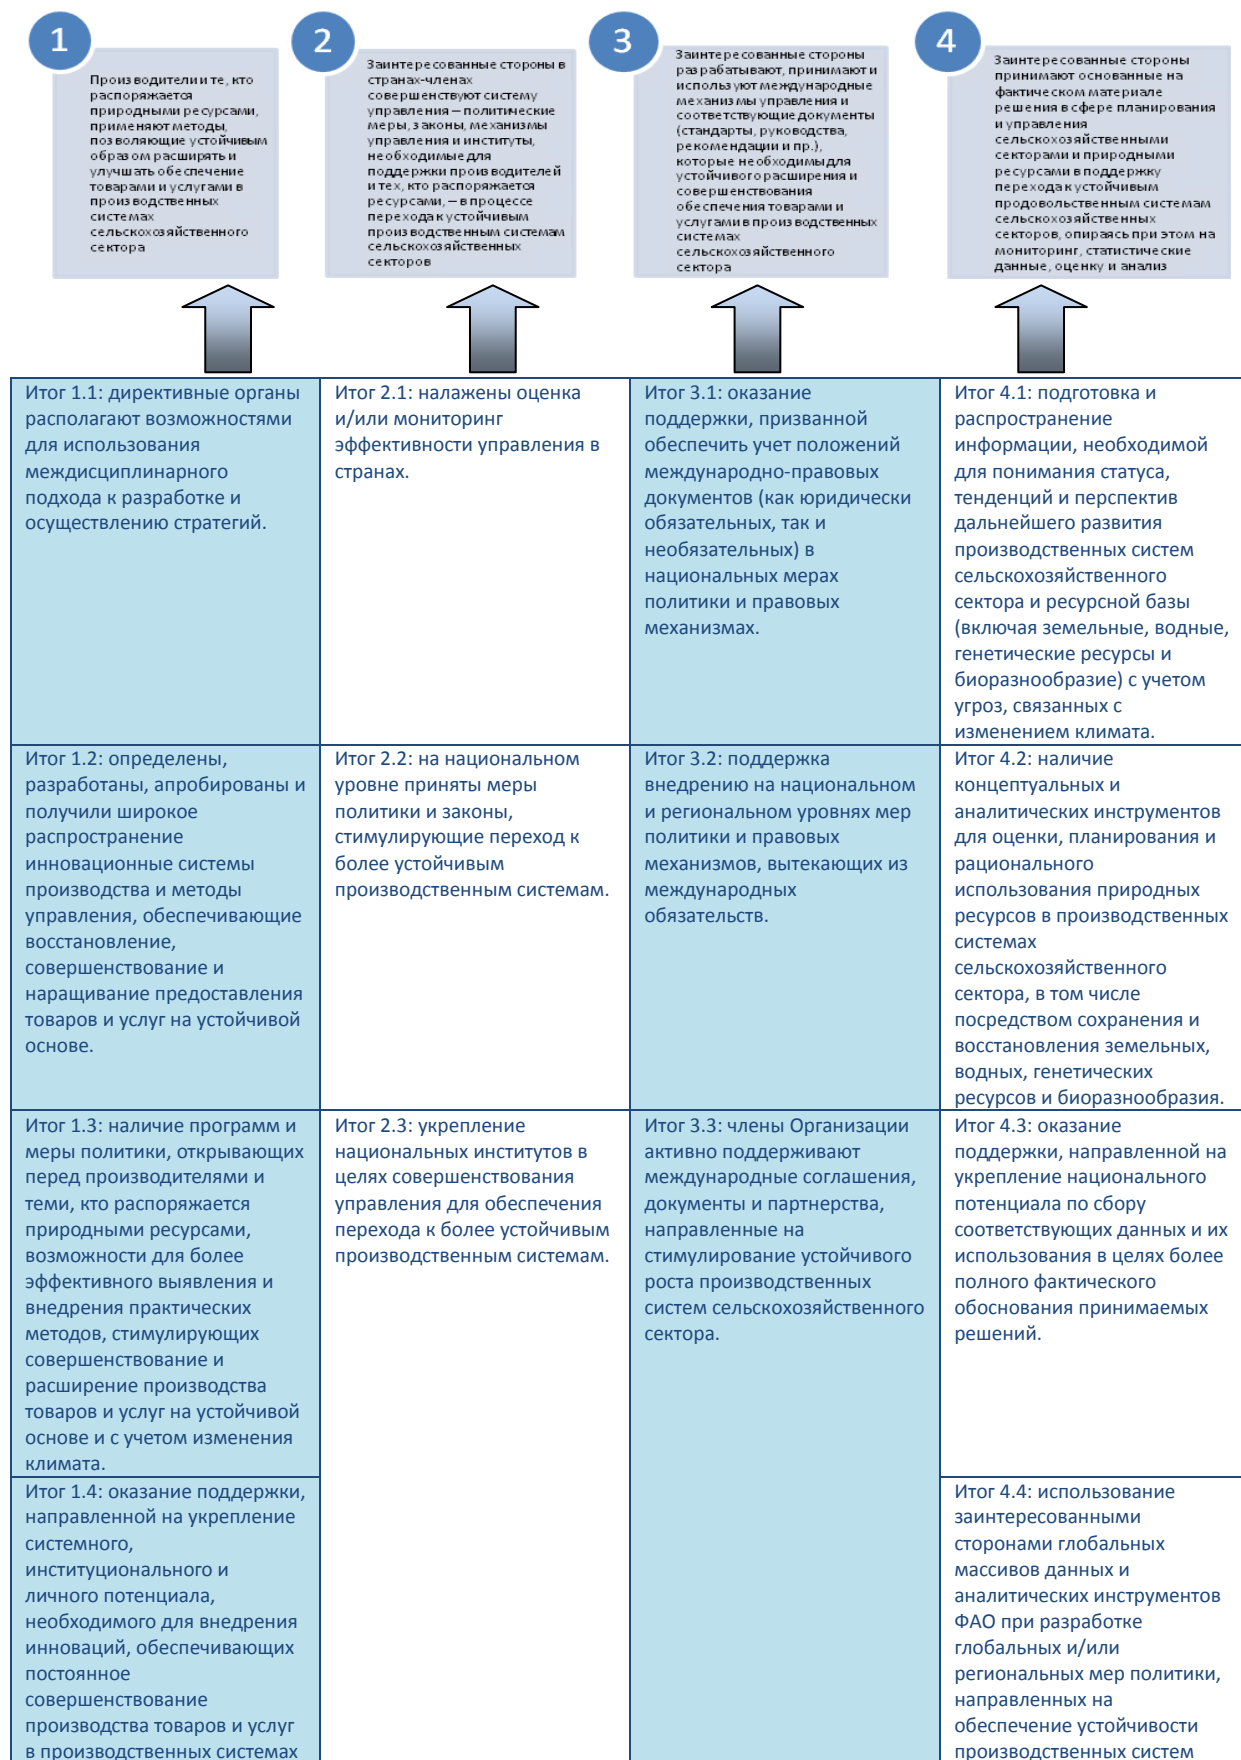 1
Производители и те, кто
распоряжается
природными ресурсами,
применяют методы,
позволяющие устойчивым
образом расширять и
улучшать обеспечение
товарами и услугами в
производственных
системах
сельскохозяйственного
сектора
2
Заинтересованные стороны в
странах-членах
совершенствуют систему
управления – политические
меры, законы, механизмы
управления и институты,
необходимые для
поддержки производителей
и тех, кто распоряжается
ресурсами, – в процессе
перехода к устойчивым
производственным системам
сельскохозяйственных
секторов
3
Заинтересованные стороны
разрабатывают, принимают и
используют международные
механизмы управления и
соответствующие документы
(стандарты, руководства,
рекомендации и пр.),
которые необходимы для
устойчивого расширения и
совершенствования
обеспечения товарами и
услугами в производственных
системах
сельскохозяйственного
сектора
4
Заинтересованные стороны
принимают основанные на
фактическом материале
решения в сфере планирования
и управления
сельскохозяйственными
секторами и природными
ресурсами в поддержку
перехода к устойчивым
продовольственным системам
сельскохозяйственных
секторов, опираясь при этом на
мониторинг, статистические
данные, оценку и анализ
Итог 1.1: директивные органы
располагают возможностями
для использования
междисциплинарного
подхода к разработке и
осуществлению стратегий.
Итог 2.1: налажены оценка
и/или мониторинг
эффективности управления в
странах.
Итог 3.1: оказание
поддержки, призванной
обеспечить учет положений
международно-правовых
документов (как юридически
обязательных, так и
необязательных) в
национальных мерах
политики и правовых
механизмах.
Итог 4.1: подготовка и
распространение
информации, необходимой
для понимания статуса,
тенденций и перспектив
дальнейшего развития
производственных систем
сельскохозяйственного
сектора и ресурсной базы
(включая земельные, водные,
генетические ресурсы и
биоразнообразие) с учетом
угроз, связанных с
изменением климата.
Итог 1.2: определены,
разработаны, апробированы и
получили широкое
распространение
инновационные системы
производства и методы
управления, обеспечивающие
восстановление,
совершенствование и
наращивание предоставления
товаров и услуг на устойчивой
основе.
Итог 2.2: на национальном
уровне приняты меры
политики и законы,
стимулирующие переход к
более устойчивым
производственным системам.
Итог 3.2: поддержка
внедрению на национальном
и региональном уровнях мер
политики и правовых
механизмов, вытекающих из
международных
обязательств.
Итог 4.2: наличие
концептуальных и
аналитических инструментов
для оценки, планирования и
рационального
использования природных
ресурсов в производственных
системах
сельскохозяйственного
сектора, в том числе
посредством сохранения и
восстановления земельных,
водных, генетических
ресурсов и биоразнообразия.
Итог 1.3: наличие программ и
меры политики, открывающих
перед производителями и
теми, кто распоряжается
природными ресурсами,
возможности для более
эффективного выявления и
внедрения практических
методов, стимулирующих
совершенствование и
расширение производства
товаров и услуг на устойчивой
основе и с учетом изменения
климата.
Итог 2.3: укрепление
национальных институтов в
целях совершенствования
управления для обеспечения
перехода к более устойчивым
производственным системам.
Итог 3.3: члены Организации
активно поддерживают
международные соглашения,
документы и партнерства,
направленные на
стимулирование устойчивого
роста производственных
систем сельскохозяйственного
сектора.
Итог 4.3: оказание
поддержки, направленной на
укрепление национального
потенциала по сбору
соответствующих данных и их
использования в целях более
полного фактического
обоснования принимаемых
решений.
Итог 1.4: оказание поддержки,
направленной на укрепление
системного,
институционального и
личного потенциала,
необходимого для внедрения
инноваций, обеспечивающих
постоянное
совершенствование
производства товаров и услуг
в производственных системах
Итог 4.4: использование
заинтересованными
сторонами глобальных
массивов данных и
аналитических инструментов
ФАО при разработке
глобальных и/или
региональных мер политики,
направленных на
обеспечение устойчивости
производственных систем